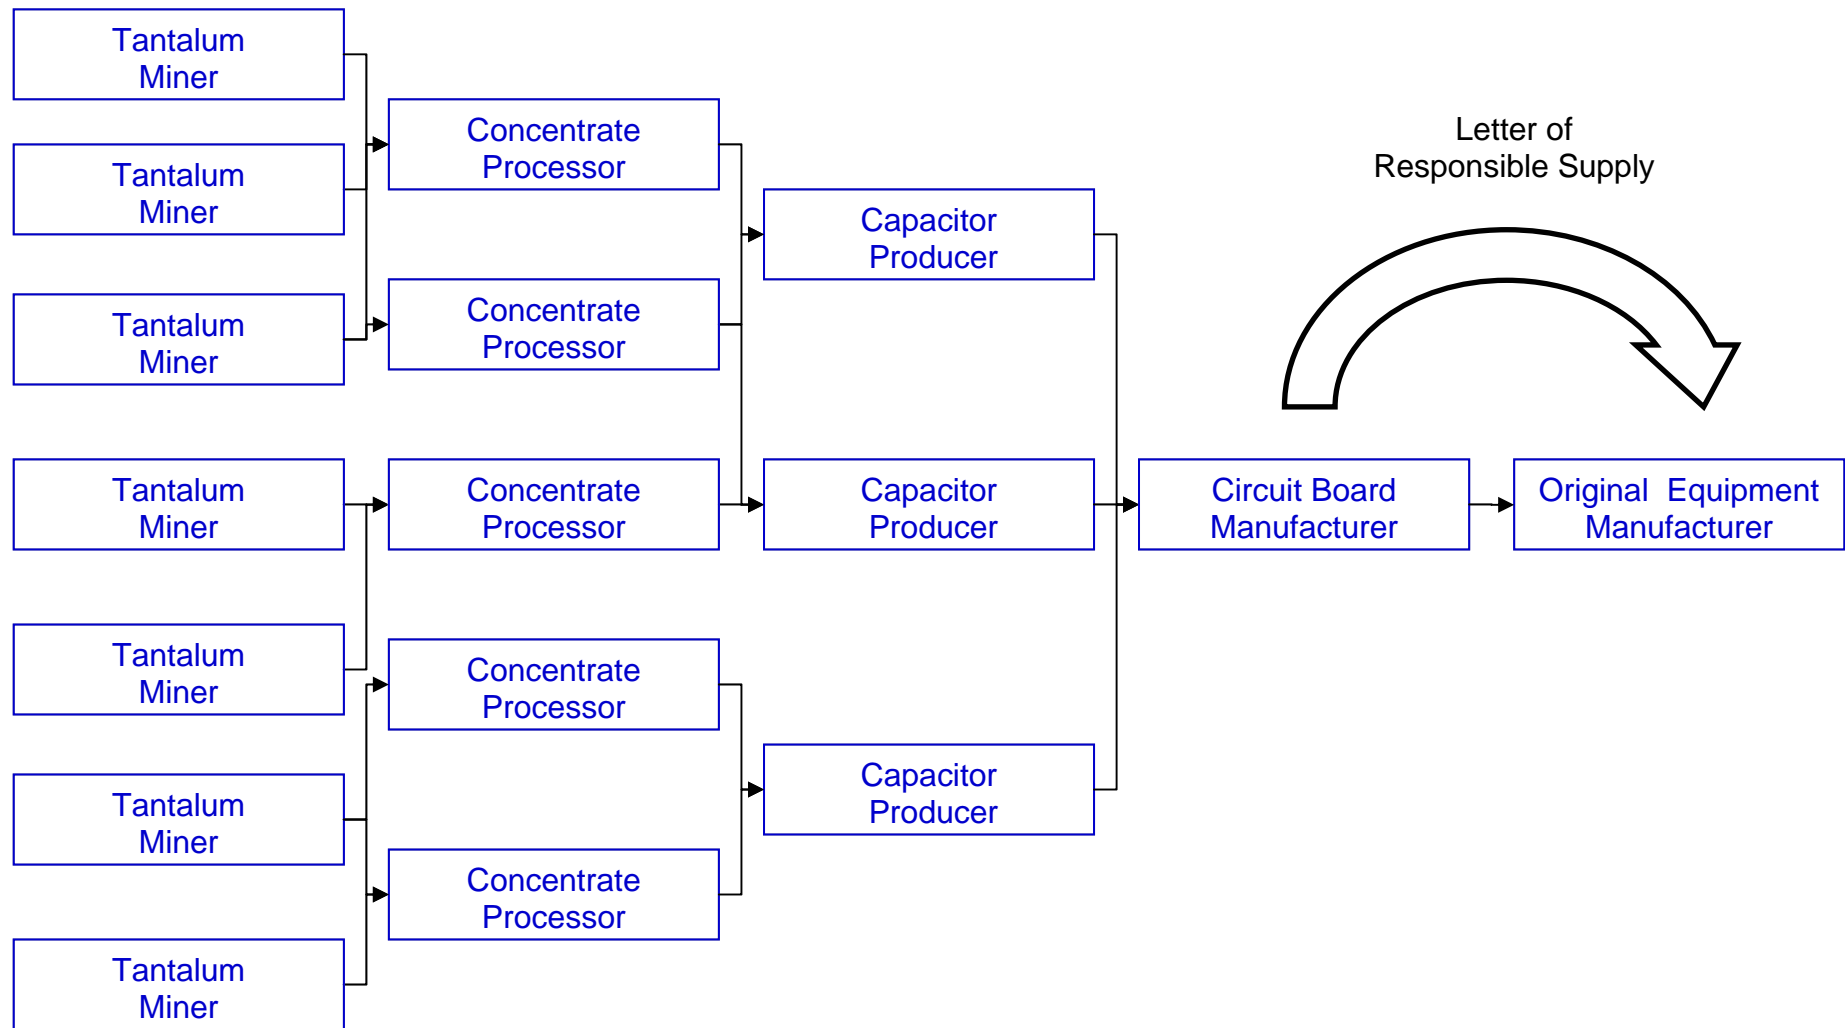 Tantalum
Miner
Tantalum
Miner
Tantalum
Miner
Tantalum
Miner
Tantalum
Miner
Tantalum
Miner
Tantalum
Miner
Concentrate
Processor
Concentrate
Processor
Concentrate
Processor
Concentrate
Processor
Concentrate
Processor
Capacitor
Producer
Capacitor
Producer
Capacitor
Producer
Letter of
Responsible Supply
Circuit Board
Manufacturer
Original Equipment
Manufacturer